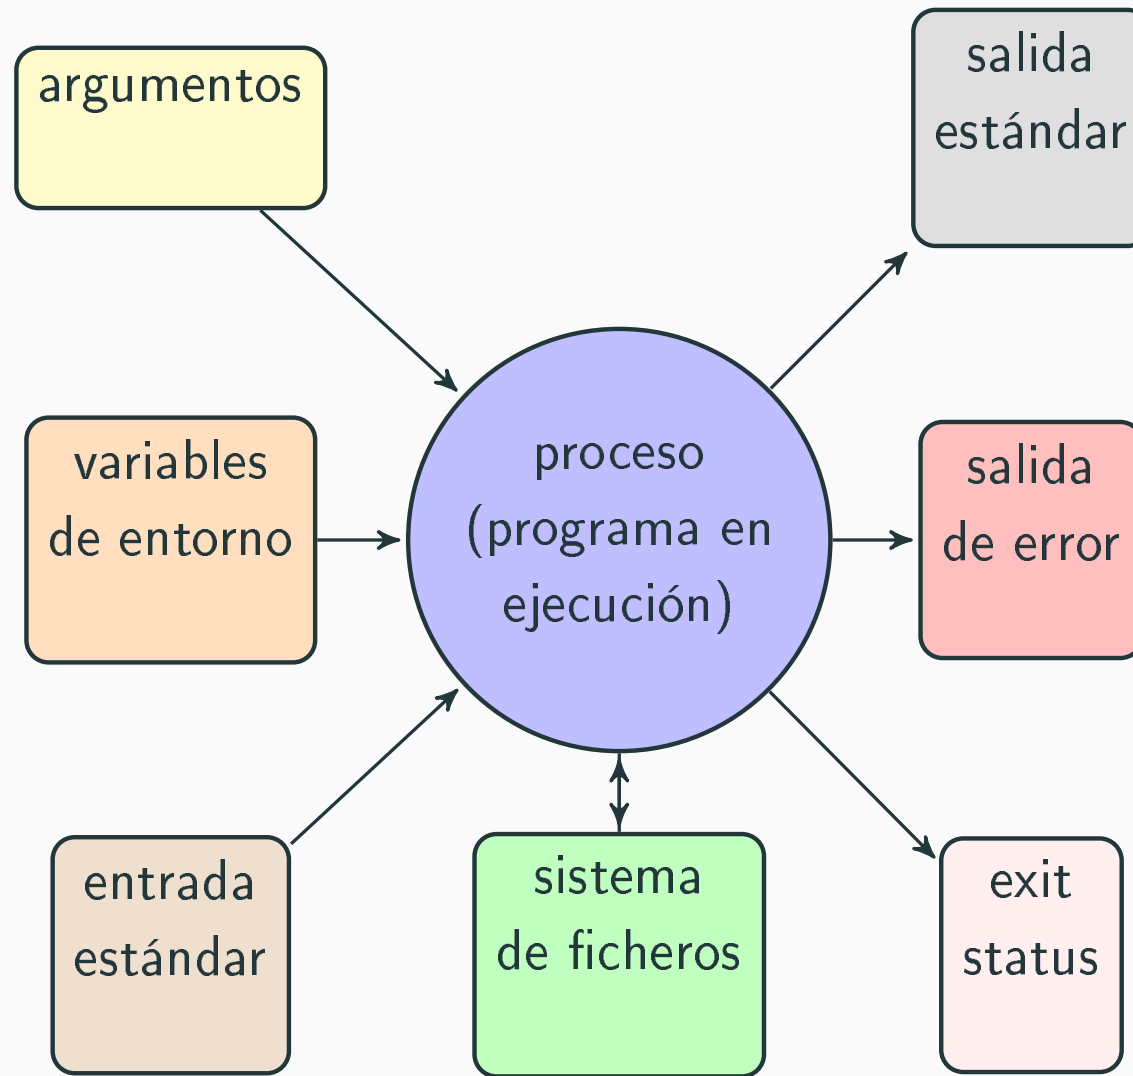 argumentos
salida
estándar
variables
de entorno
proceso
(programa en
ejecución)
salida
de error
entrada
estándar
sistema
de ficheros
exit
status